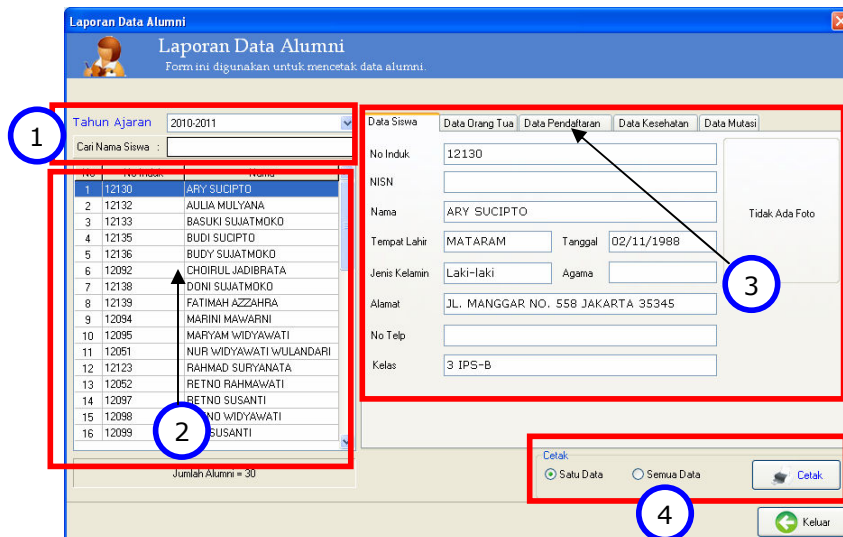 Laporan Data Alumni
Laporan Data Alumni
Form ini digunakan untuk mencetak data alumni.
1
Tahun Ajaran 2010-2011
Cari Nama Siswa :
No No Induk Nama
1 12130 ARY SUCIPTO
2 12132 AULIA MULYANA
3 12133 BASUKI SUJATMOKO
4 12135 BUDI SUCIPTO
5 12136 BUDY SUJATMOKO
6 12092 CHOIRUL JADIBRATA
7 12138 DONI SUJATMOKO
8 12139 FATIMAH AZZAHRA
9 12094 MARINI MAWARNI
10 12095 MARYAM WIDYAWATI
11 12051 NUR WIDYAWATI WULANDARI
12 12123 RAHMAD SURYANATA
13 12052 RETNO RAHMAWATI
14 12097 RETNO SUSANTI
15 12098 WIDYAWATI
16 12099 SUSANTI
2
Jumlah Alumni = 30
Data Siswa Data Orang Tua Data Pendaftaran Data Kesehatan Data Mutasi
No Induk 12130
NISN
Nama ARY SUCIPTO
Tidak Ada Foto
Tempat Lahir MATARAM Tanggal 02/11/1988
Jenis Kelamin Laki-laki Agama
3
Alamat JL. MANGGAR NO. 558 JAKARTA 35345
No Telp
Kelas 3 IPS-B
Cetak
Satu Data Semua Data Cetak
4
Keluar